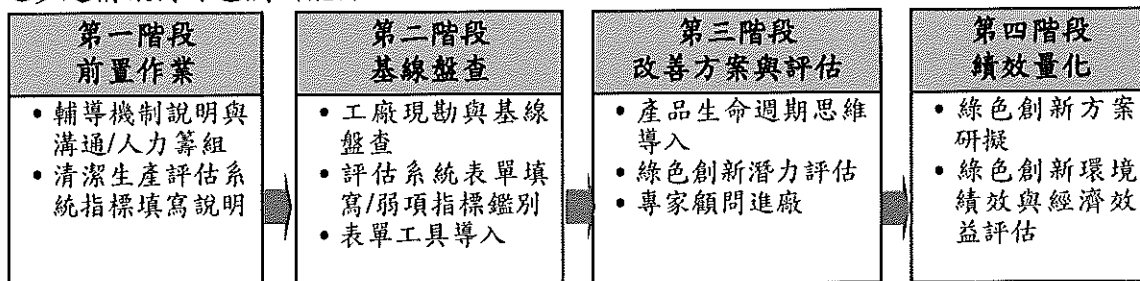 第一階段
前置作業
• 輔導機制說明與
溝通/人力籌組
• 清潔生產評估系
統指標填寫說明
第二階段
基線盤查
• 工廠現勘與基線
盤查
• 評估系統表單填
寫/弱項指標鑑別
• 表單工具導入
第三階段
改善方案與評估
• 產品生命週期思維
導入
• 綠色創新潛力評估
• 專家顧問進廠
第四階段
績效量化
• 綠色創新方案
研擬
• 綠色創新環境
績效與經濟效
益評估